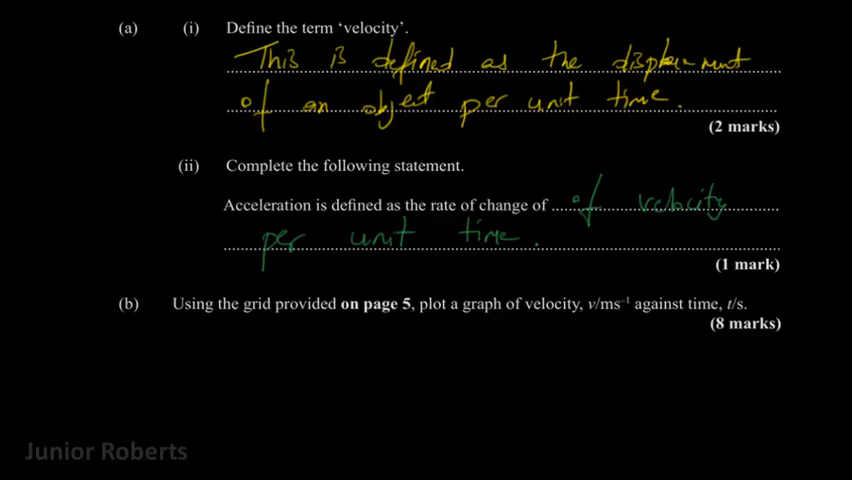 (a) (i) Define the term ‘velocity’.
This is defined as the displacement
of an object per unit time.
(2 marks)
(ii) Complete the following statement.
Acceleration is defined as the rate of change of of velocity
per unit time.
(1 mark)
(b) Using the grid provided on page 5, plot a graph of velocity, v/ms⁻¹ against time, t/s.
(8 marks)
Junior Roberts